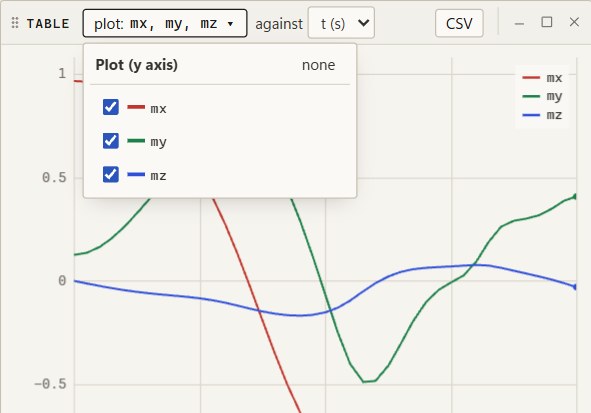 TABLE plot: mx, my, mz against t (s) CSV
Plot (y axis) none
mx
my
mz
mx
my
mz
1
0.5
0
−0.5